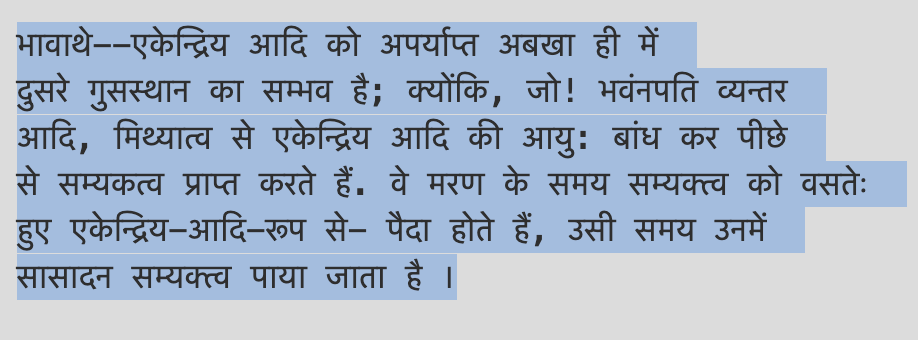 भावाथे——एकेन्द्रिय आदि को अपर्याप्त अबखा ही में
दुसरे गुसस्थान का सम्भव है; क्योंकि, जो! भवंनपति व्यन्तर
आदि, मिथ्यात्व से एकेन्द्रिय आदि की आयु: बांध कर पीछे
से सम्यकत्व प्राप्त करते हैं. वे मरण के समय सम्यक्त्त्व को वसतेः
हुए एकेन्द्रिय—आदि—रूप से— पैदा होते हैं, उसी समय उनमें
सासादन सम्यक्त्त्व पाया जाता है ।